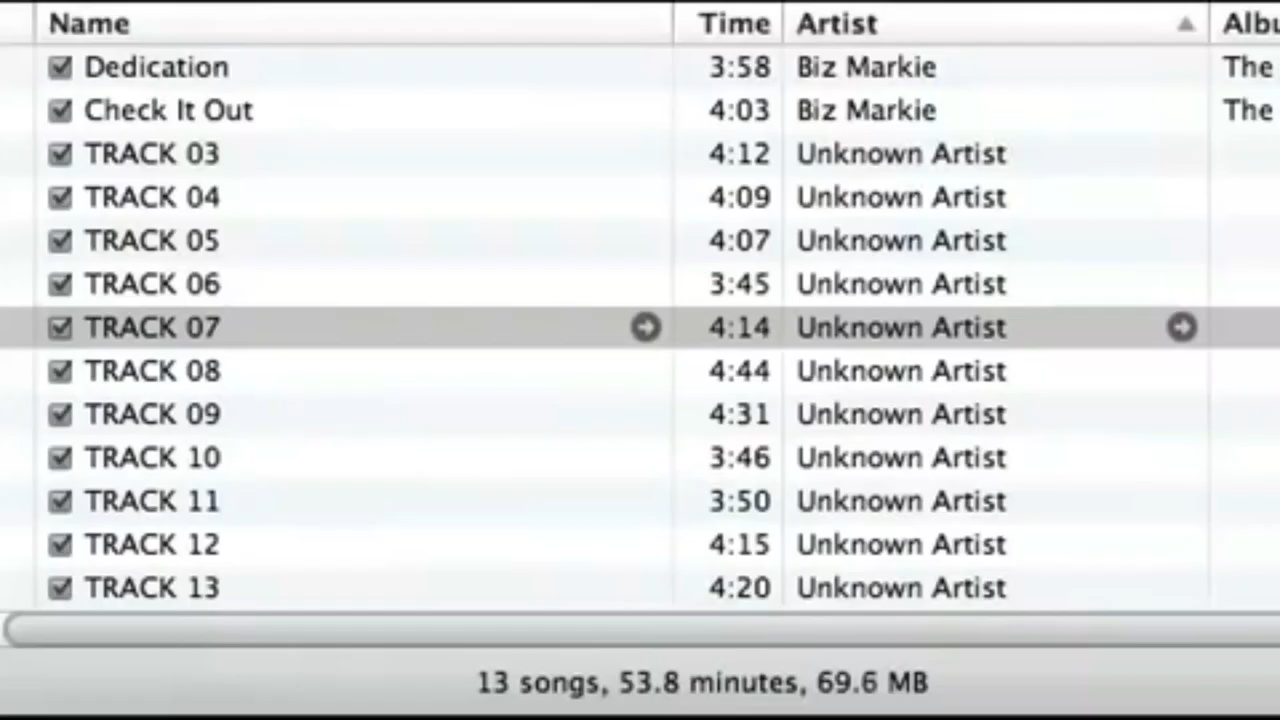 Name Time Artist Albu
Dedication 3:58 Biz Markie The
Check It Out 4:03 Biz Markie The
TRACK 03 4:12 Unknown Artist
TRACK 04 4:09 Unknown Artist
TRACK 05 4:07 Unknown Artist
TRACK 06 3:45 Unknown Artist
TRACK 07 4:14 Unknown Artist
TRACK 08 4:44 Unknown Artist
TRACK 09 4:31 Unknown Artist
TRACK 10 3:46 Unknown Artist
TRACK 11 3:50 Unknown Artist
TRACK 12 4:15 Unknown Artist
TRACK 13 4:20 Unknown Artist
13 songs, 53.8 minutes, 69.6 MB